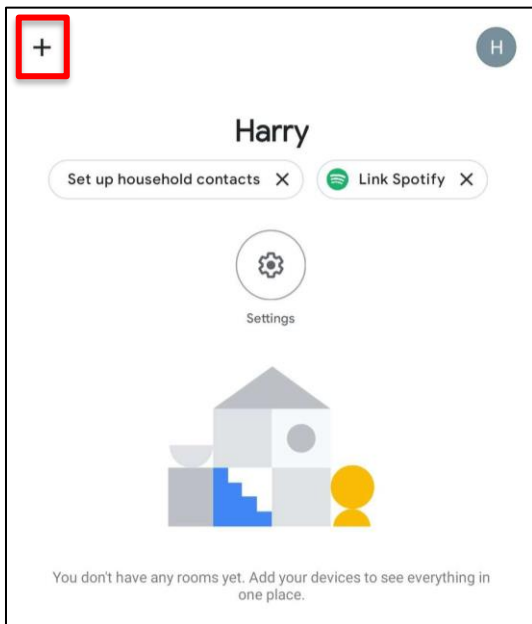 +
H
Harry
Set up household contacts X
Link Spotify X
Settings
You don't have any rooms yet. Add your devices to see everything in
one place.